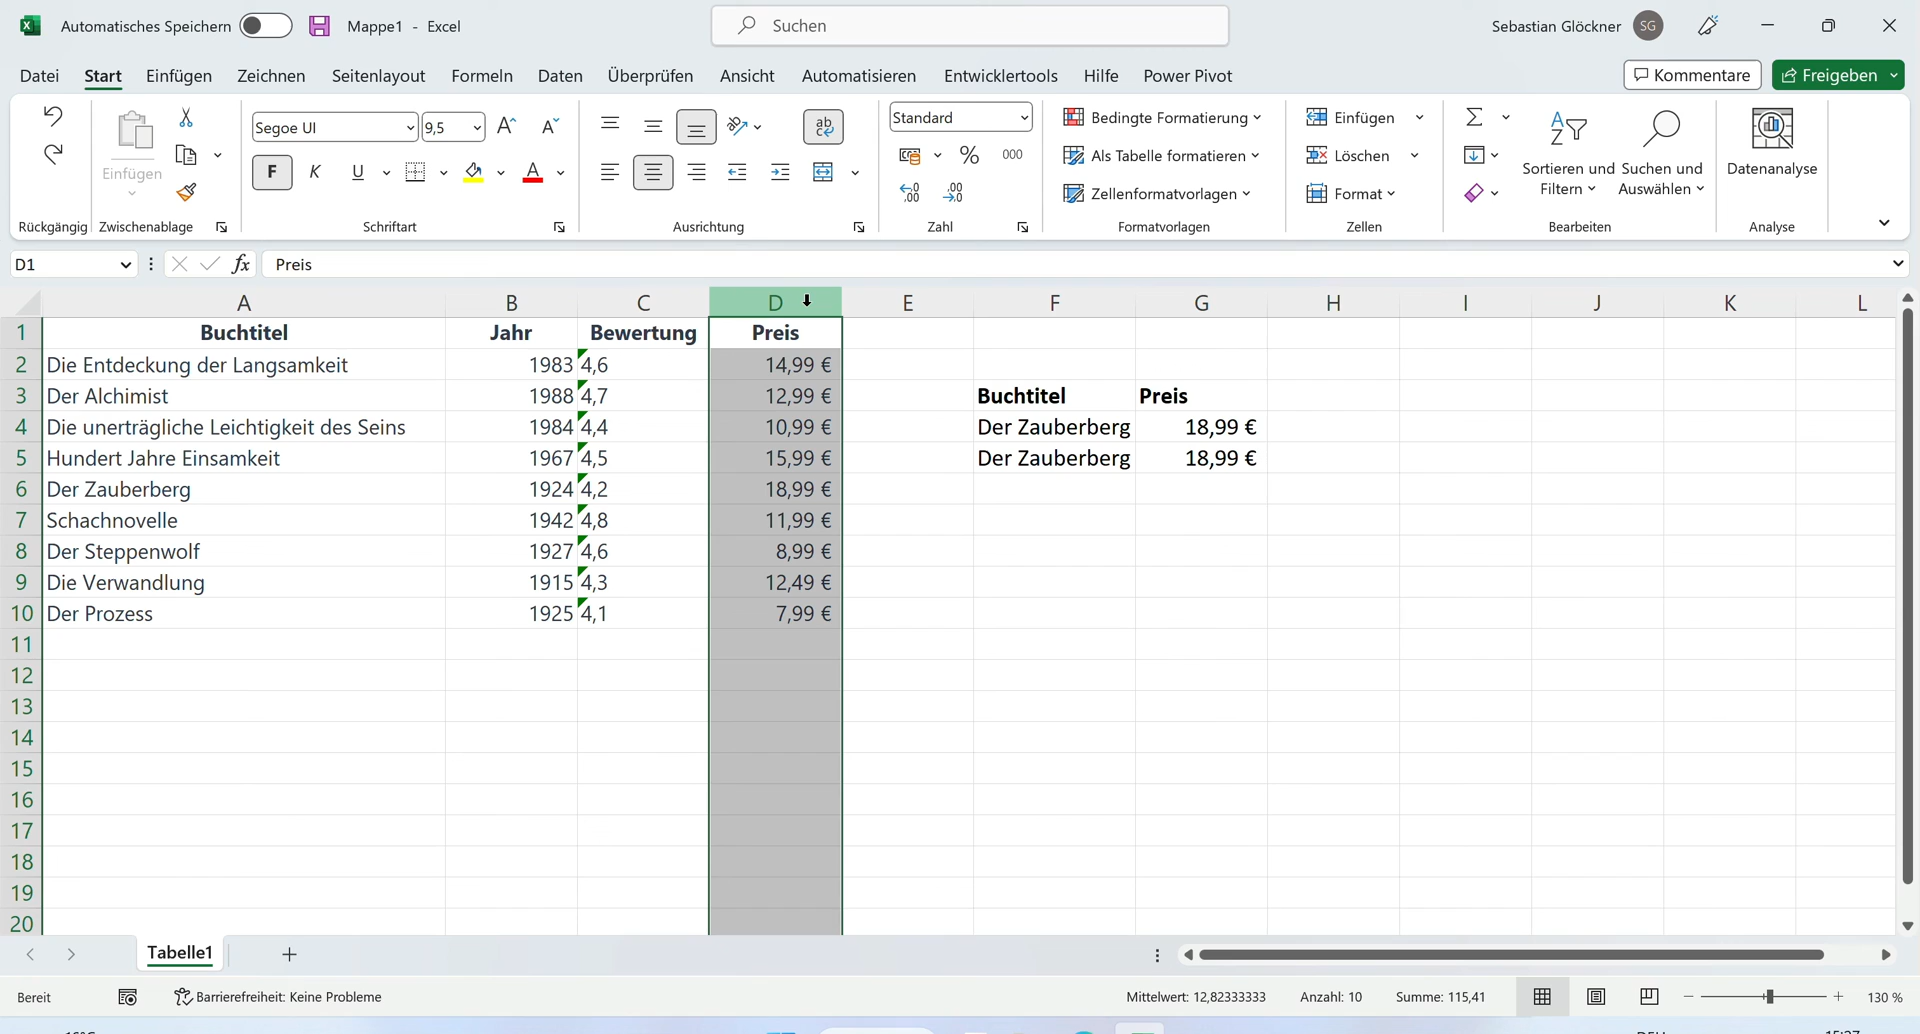 Automatisches Speichern Mappe1 - Excel Suchen Sebastian Glöckner SG
Datei Start Einfügen Zeichnen Seitenlayout Formeln Daten Überprüfen Ansicht Automatisieren Entwicklertools Hilfe Power Pivot Kommentare Freigeben
Segoe UI 9,5 Standard Bedingte Formatierung Einfügen
Einfügen F K U % 000 Als Tabelle formatieren Löschen Sortieren und Filtern Suchen und Auswählen Datenanalyse
Zellenformatvorlagen Format
Rückgängig Zwischenablage Schriftart Ausrichtung Zahl Formatvorlagen Zellen Bearbeiten Analyse
D1 fx Preis
A B C D E F G H I J K L
1 Buchtitel Jahr Bewertung Preis
2 Die Entdeckung der Langsamkeit 1983 4,6 14,99 €
3 Der Alchimist 1988 4,7 12,99 € Buchtitel Preis
4 Die unerträgliche Leichtigkeit des Seins 1984 4,4 10,99 € Der Zauberberg 18,99 €
5 Hundert Jahre Einsamkeit 1967 4,5 15,99 € Der Zauberberg 18,99 €
6 Der Zauberberg 1924 4,2 18,99 €
7 Schachnovelle 1942 4,8 11,99 €
8 Der Steppenwolf 1927 4,6 8,99 €
9 Die Verwandlung 1915 4,3 12,49 €
10 Der Prozess 1925 4,1 7,99 €
11
12
13
14
15
16
17
18
19
20
Tabelle1
Bereit Barrierefreiheit: Keine Probleme Mittelwert: 12,82333333 Anzahl: 10 Summe: 115,41 130 %